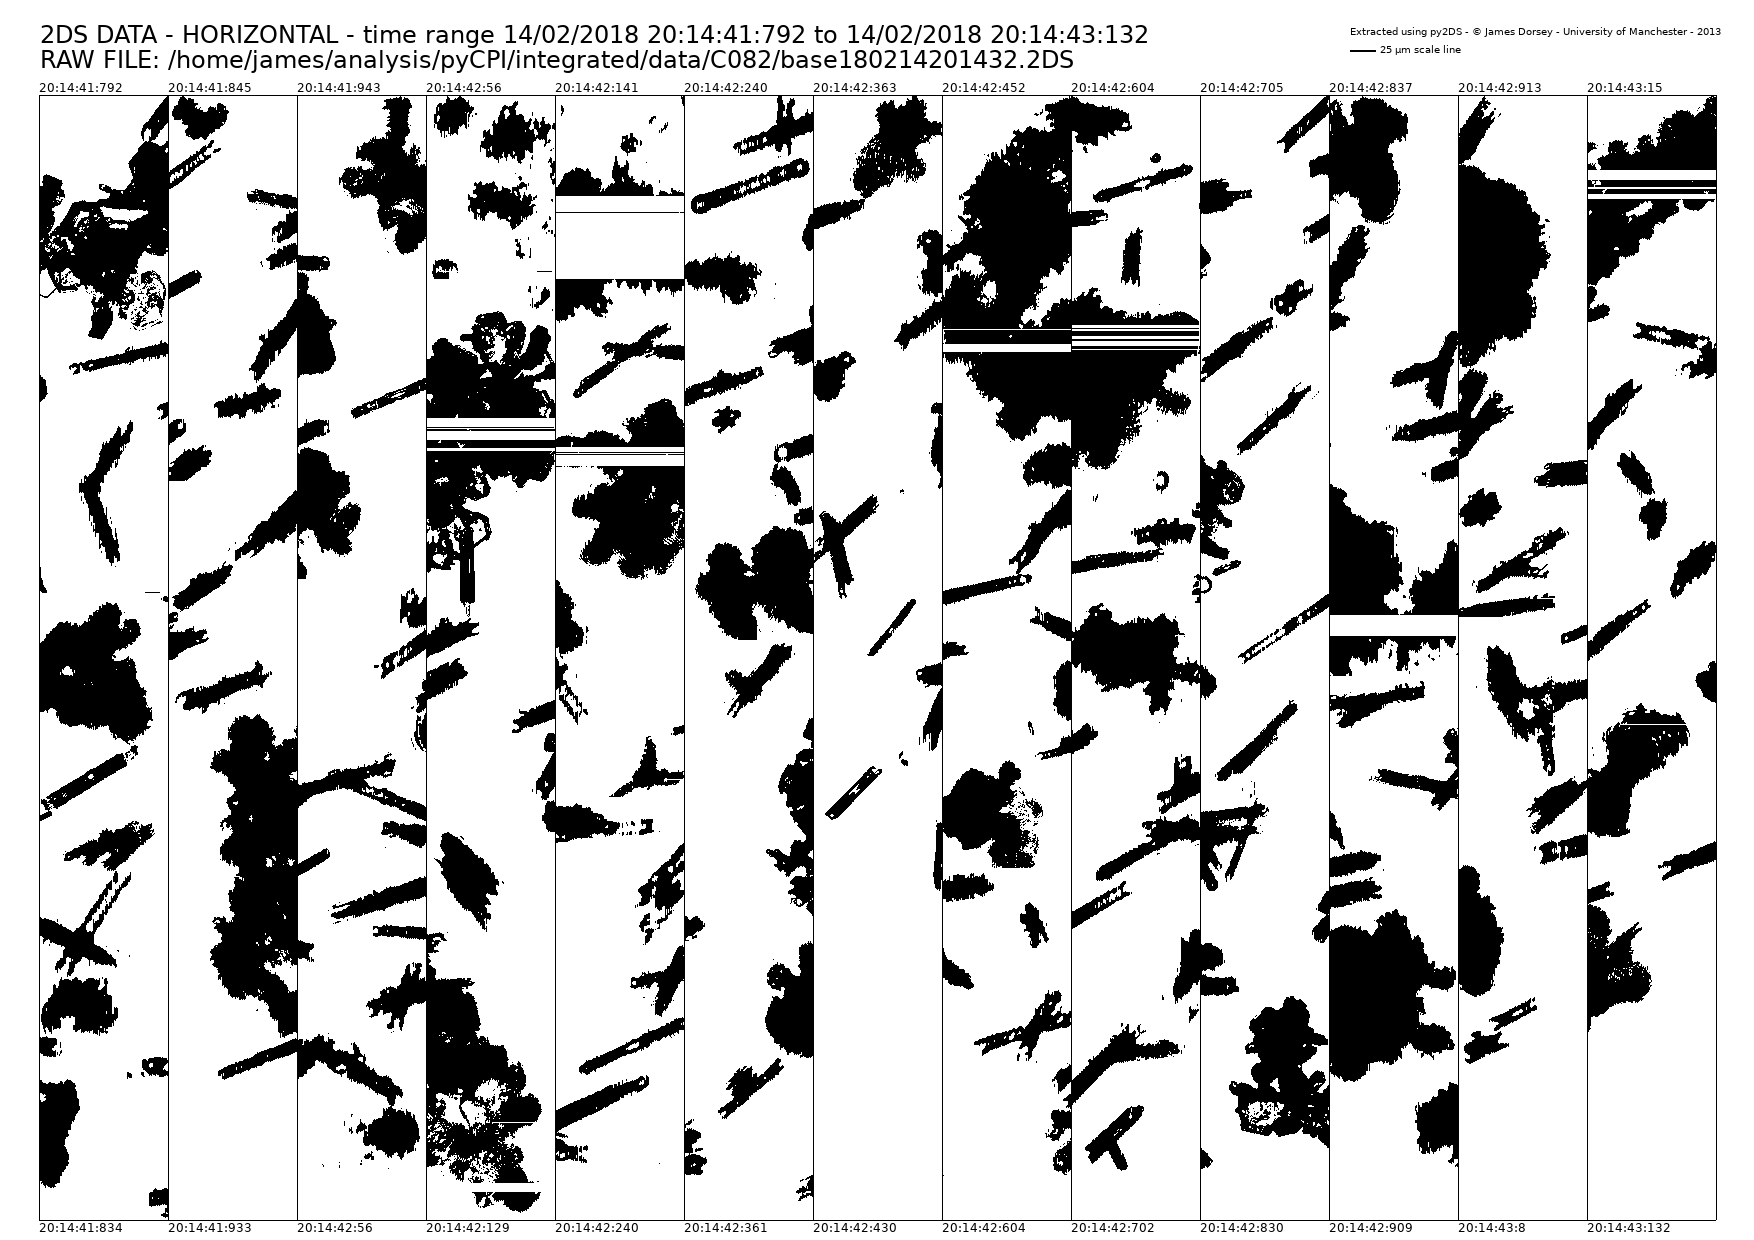 2DS DATA - HORIZONTAL - time range 14/02/2018 20:14:41:792 to 14/02/2018 20:14:43:132
RAW FILE: /home/james/analysis/pyCPI/integrated/data/C082/base180214201432.2DS
Extracted using py2DS - © James Dorsey - University of Manchester - 2013
25 µm scale line
20:14:41:792 20:14:41:845 20:14:41:943 20:14:42:56 20:14:42:141 20:14:42:240 20:14:42:363 20:14:42:452 20:14:42:604 20:14:42:705 20:14:42:837 20:14:42:913 20:14:43:15
20:14:41:834 20:14:41:933 20:14:42:56 20:14:42:129 20:14:42:240 20:14:42:361 20:14:42:430 20:14:42:604 20:14:42:702 20:14:42:830 20:14:42:909 20:14:43:8 20:14:43:132